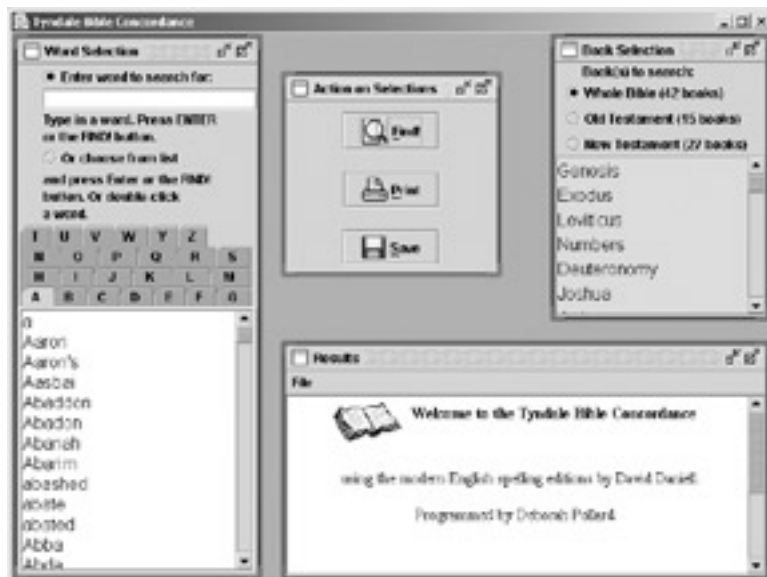 Tyndale Bible Concordance
Word Selection
Enter word to search for:
Type in a word. Press ENTER
or the FIND! button.
Or choose from list
and press Enter or the FIND!
button. Or double click
a word.
T U V W Y Z
N O P Q R S
H I J K L M
A B C D E F G
a
Aaron
Aaron's
Aasbai
Abaddon
Abadon
Abanah
Abarim
abashed
abate
abated
Abba
Abda
Action on Selections
Find!
Print
Save
Book Selection
Book(s) to search:
Whole Bible (42 books)
Old Testament (15 books)
New Testament (27 books)
Genesis
Exodus
Leviticus
Numbers
Deuteronomy
Joshua
Results
File
Welcome to the Tyndale Bible Concordance
using the modern English spelling editions by David Daniell.
Programmed by Deborah Pollard.